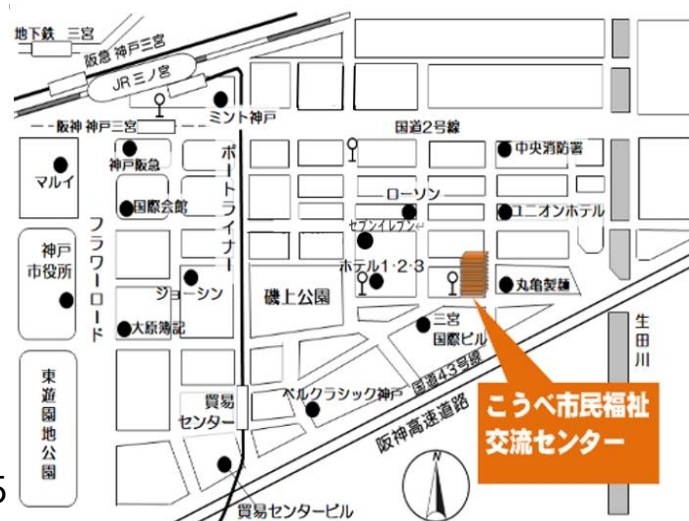 地下鉄 三宮
阪急 神戸三宮
JR三ノ宮
阪神 神戸三宮
ミント神戸
国道2号線
マルイ
神戸阪急
国際会館
ポートライナー
フラワーロード
中央消防署
ローソン
ユニオンホテル
セブンイレブン
ホテル1・2・3
丸亀製麺
神戸
市役所
ジョーシン
磯上公園
大原簿記
三宮
国際ビル
生田川
国道43号線
阪神高速道路
こうべ市民福祉
交流センター
東遊園地公園
貿易
センター
ベルクラシック神戸
貿易センタービル
N
5